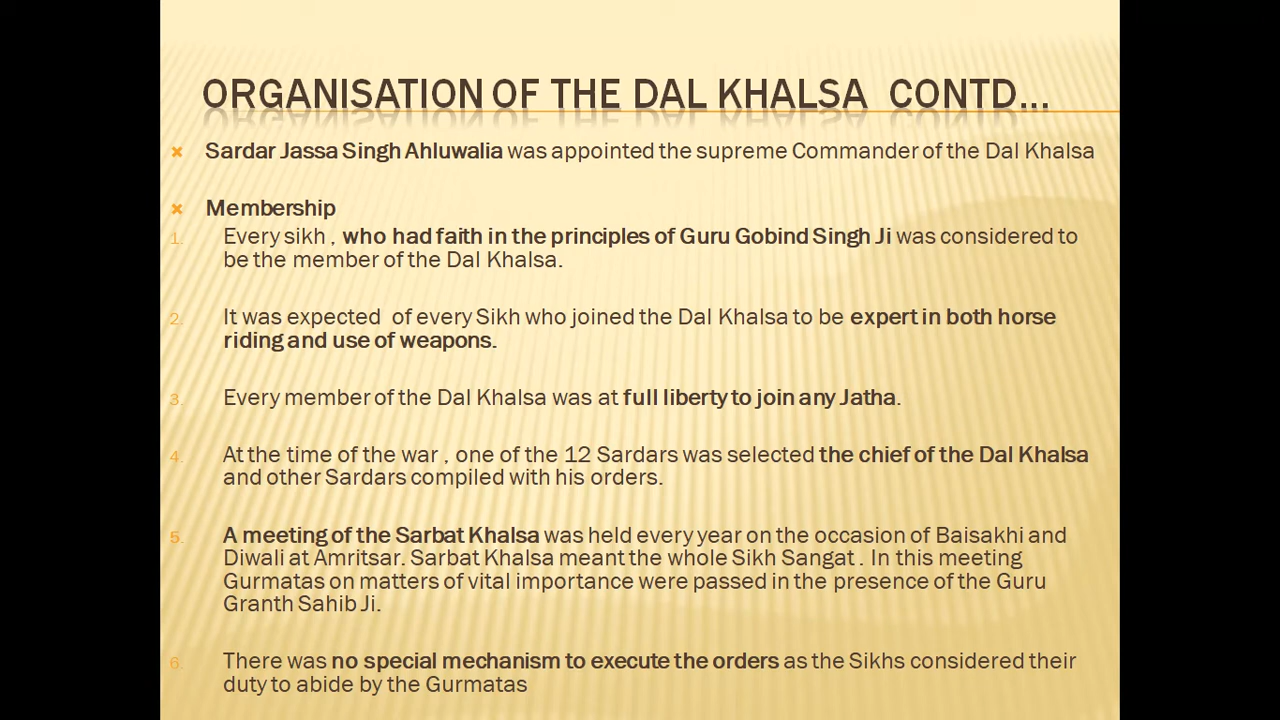 ORGANISATION OF THE DAL KHALSA CONTD...
× Sardar Jassa Singh Ahluwalia was appointed the supreme Commander of the Dal Khalsa
× Membership
1. Every sikh , who had faith in the principles of Guru Gobind Singh Ji was considered to
be the member of the Dal Khalsa.
2. It was expected of every Sikh who joined the Dal Khalsa to be expert in both horse
riding and use of weapons.
3. Every member of the Dal Khalsa was at full liberty to join any Jatha.
4. At the time of the war , one of the 12 Sardars was selected the chief of the Dal Khalsa
and other Sardars compiled with his orders.
5. A meeting of the Sarbat Khalsa was held every year on the occasion of Baisakhi and
Diwali at Amritsar. Sarbat Khalsa meant the whole Sikh Sangat . In this meeting
Gurmatas on matters of vital importance were passed in the presence of the Guru
Granth Sahib Ji.
6. There was no special mechanism to execute the orders as the Sikhs considered their
duty to abide by the Gurmatas